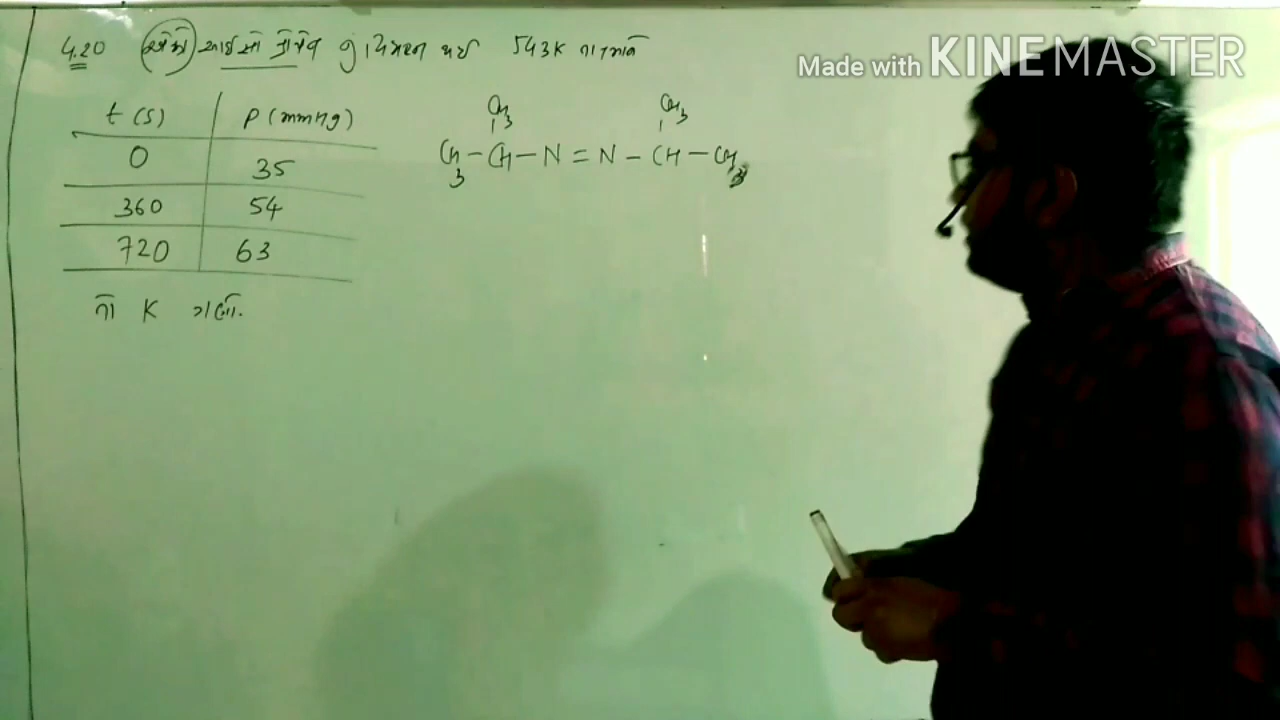 4.20 (એઝો) આઈસો પ્રોપેન નું વિઘટન થઈ 543K તાપમાને
Made with KINEMASTER
t (s) P (mmHg)
0 35
360 54
720 63
CH3 CH3
CH3 - CH - N = N - CH - CH3
તો K ગણો.